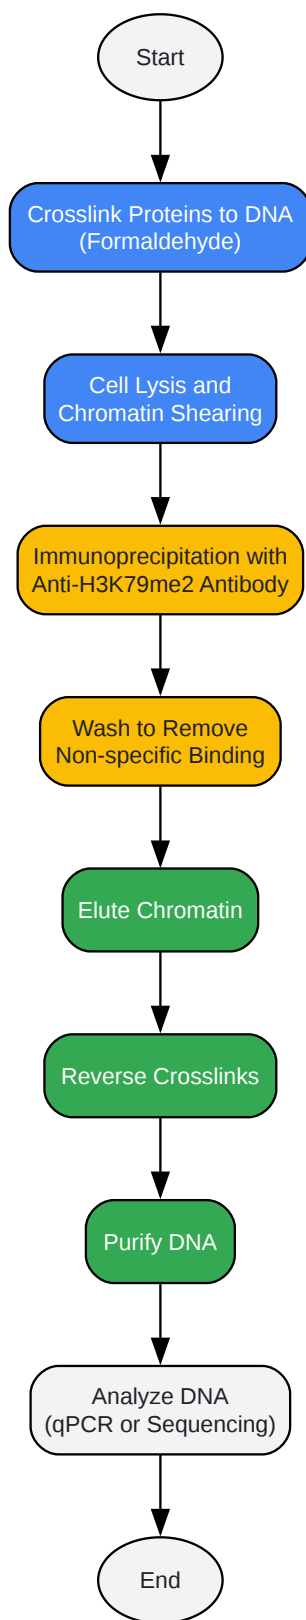 Start
Crosslink Proteins to DNA
(Formaldehyde)
Cell Lysis and
Chromatin Shearing
Immunoprecipitation with
Anti-H3K79me2 Antibody
Wash to Remove
Non-specific Binding
Elute Chromatin
Reverse Crosslinks
Purify DNA
Analyze DNA
(qPCR or Sequencing)
End